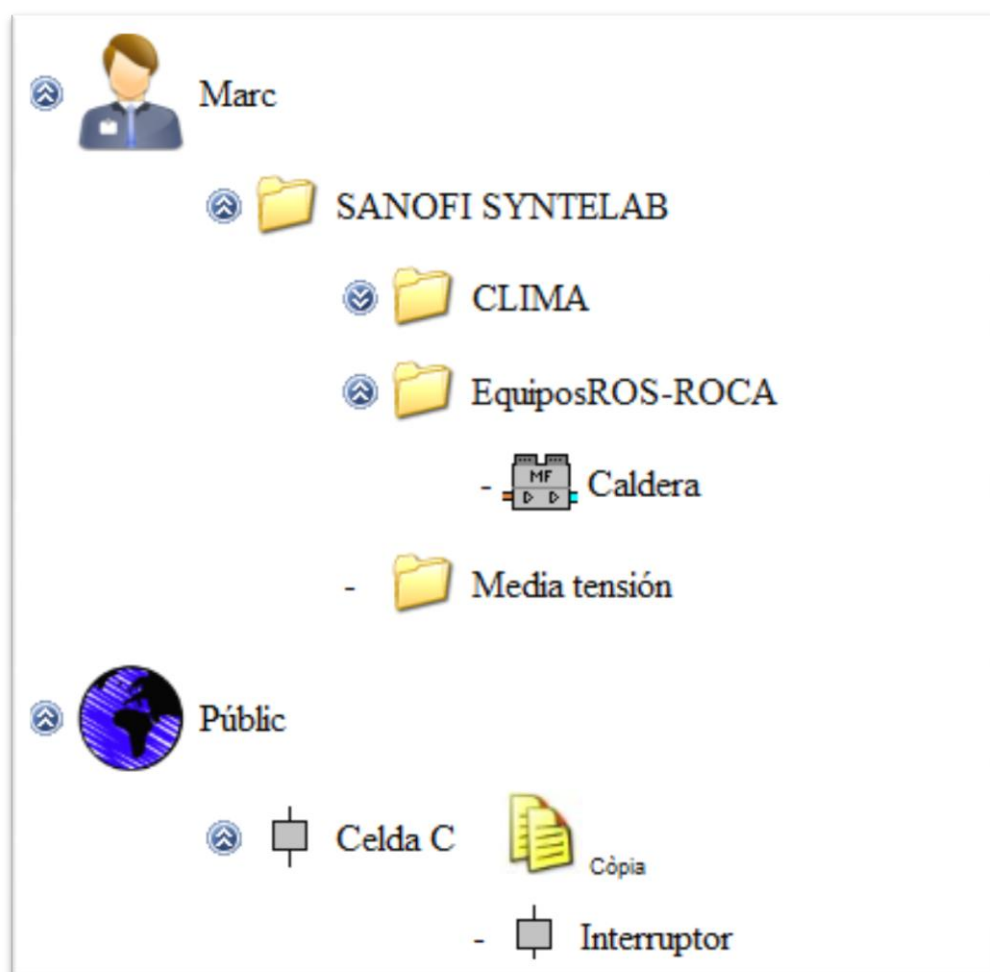 Marc
SANOFI SYNTELAB
CLIMA
EquiposROS-ROCA
- MF Caldera
- Media tensión
Públic
Celda C Còpia
- Interruptor